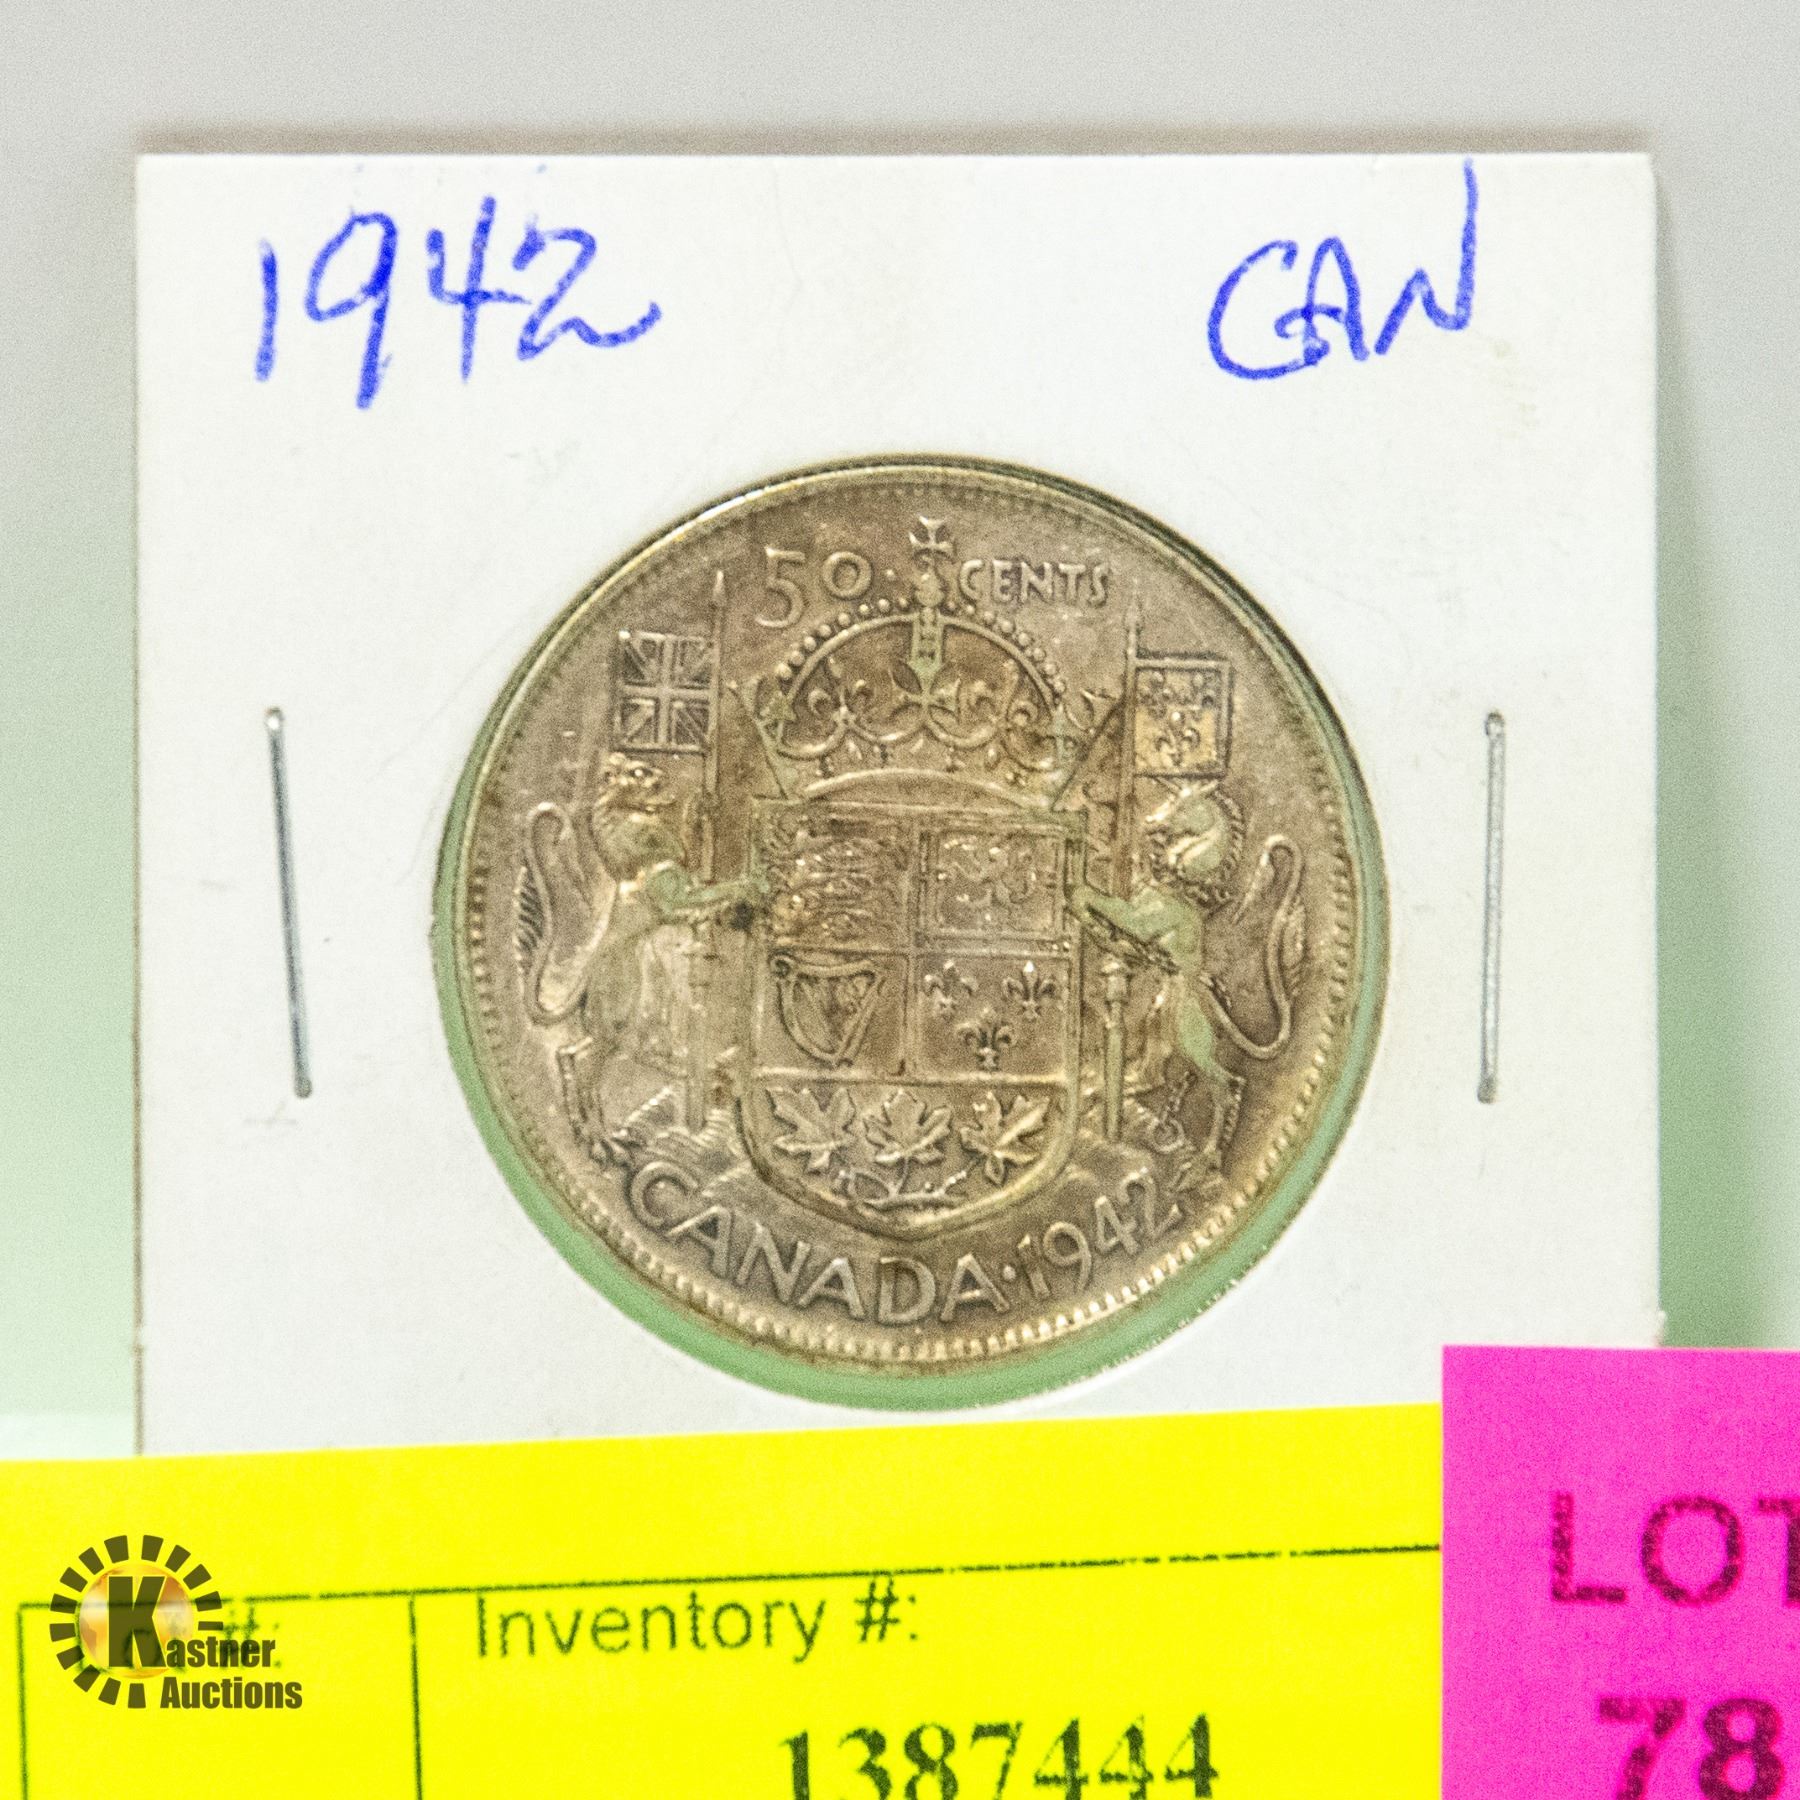 1942 CAN
50 CENTS
CANADA · 1942
Inventory #:
1387444
LOT
78
Kastner
Auctions